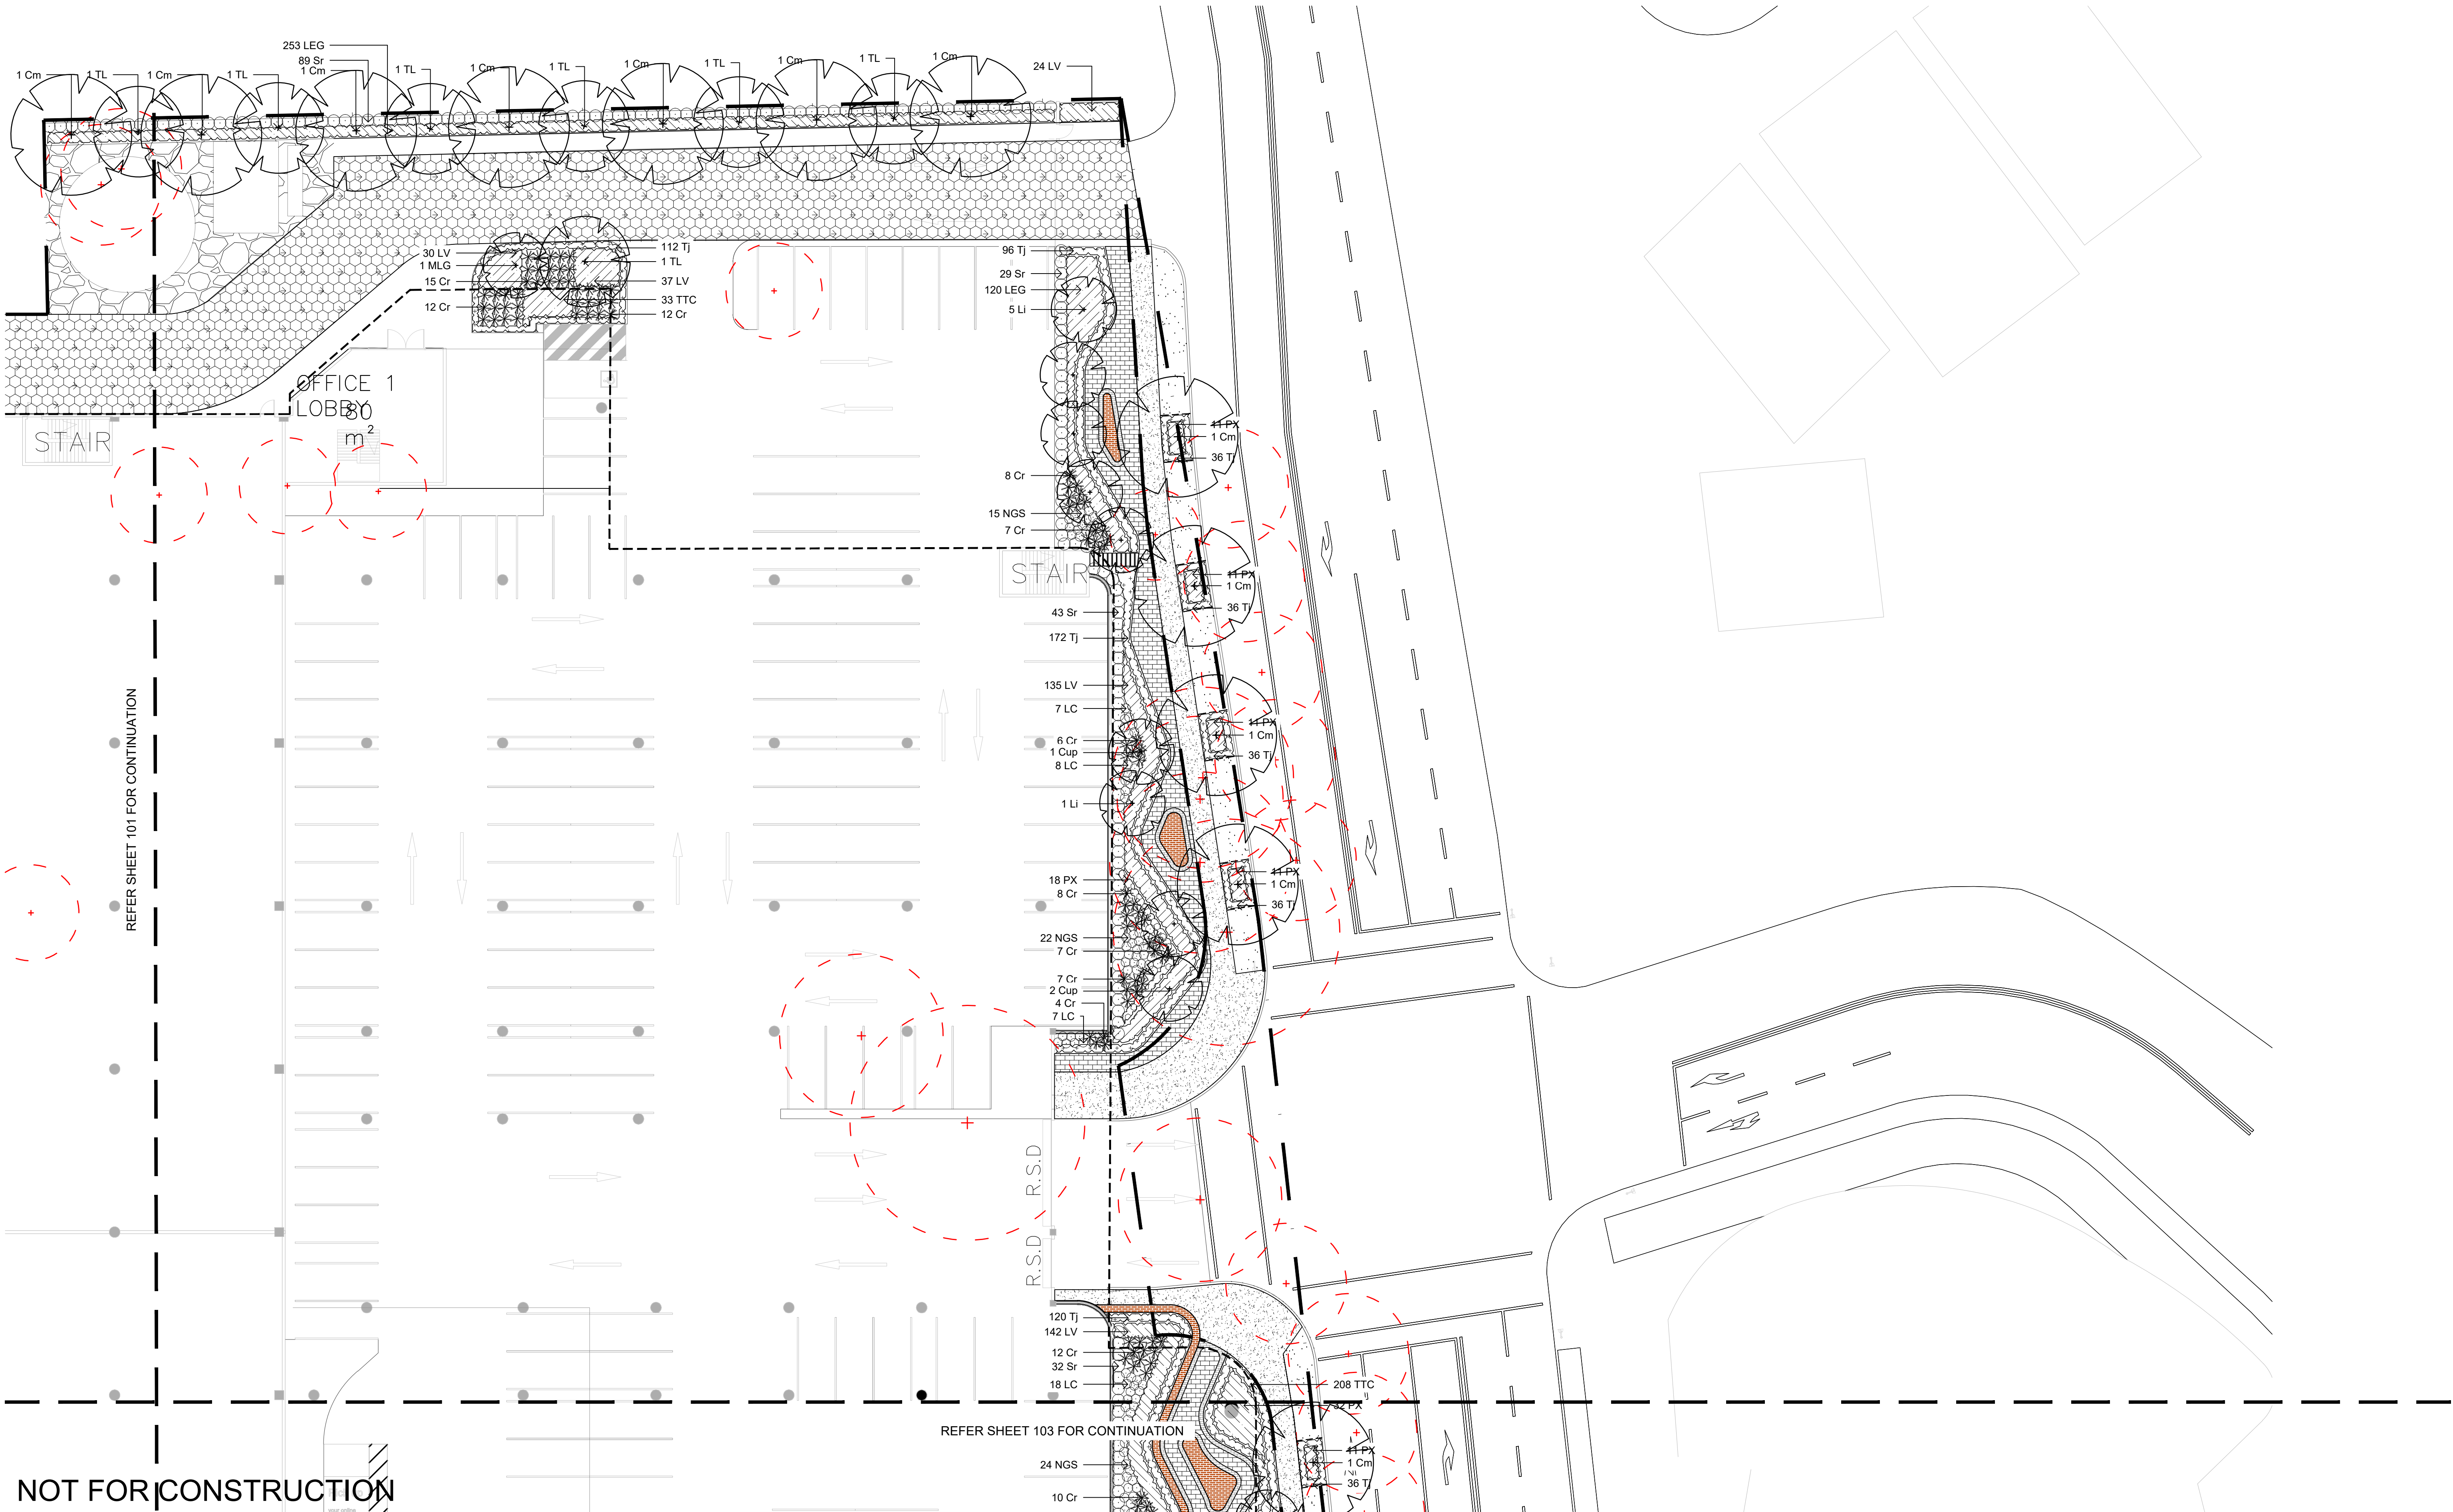 253 LEG
89 Sr
1 Cm
1 TL
1 Cm
1 TL
1 Cm
1 TL
1 Cm
1 TL
1 Cm
1 TL
1 Cm
1 TL
1 Cm
24 LV
30 LV
1 MLG
15 Cr
12 Cr
112 Tj
1 TL
37 LV
33 TTC
12 Cr
96 Tj
29 Sr
120 LEG
5 Li
OFFICE 1
LOBBY
80
m²
STAIR
11 PX
1 Cm
36 Tj
8 Cr
15 NGS
7 Cr
STAIR
11 PX
1 Cm
36 Tj
43 Sr
172 Tj
135 LV
7 LC
6 Cr
1 Cup
8 LC
11 PX
1 Cm
36 Tj
1 Li
REFER SHEET 101 FOR CONTINUATION
18 PX
8 Cr
11 PX
1 Cm
36 Tj
22 NGS
7 Cr
7 Cr
2 Cup
4 Cr
7 LC
R.S.D
R.S.D
120 Tj
142 LV
12 Cr
32 Sr
18 LC
208 TTC
32 PX
REFER SHEET 103 FOR CONTINUATION
11 PX
1 Cm
36 Tj
24 NGS
10 Cr
NOT FOR CONSTRUCTION